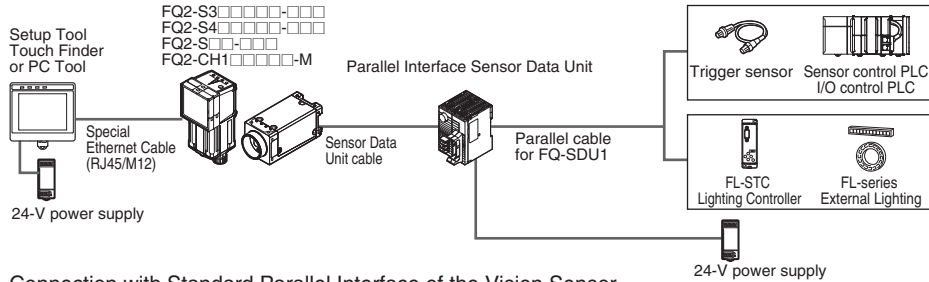 FQ2-S3□□□□□-□□□
FQ2-S4□□□□□-□□□
FQ2-S□□-□□□
FQ2-CH1□□□□□-M
Setup Tool
Touch Finder
or PC Tool
Parallel Interface Sensor Data Unit
Trigger sensor
Sensor control PLC
I/O control PLC
Special
Ethernet Cable
(RJ45/M12)
Sensor Data
Unit cable
Parallel cable
for FQ-SDU1
FL-STC
Lighting Controller
FL-series
External Lighting
24-V power supply
24-V power supply
Connection with Standard Parallel Interface of the Vision Sensor